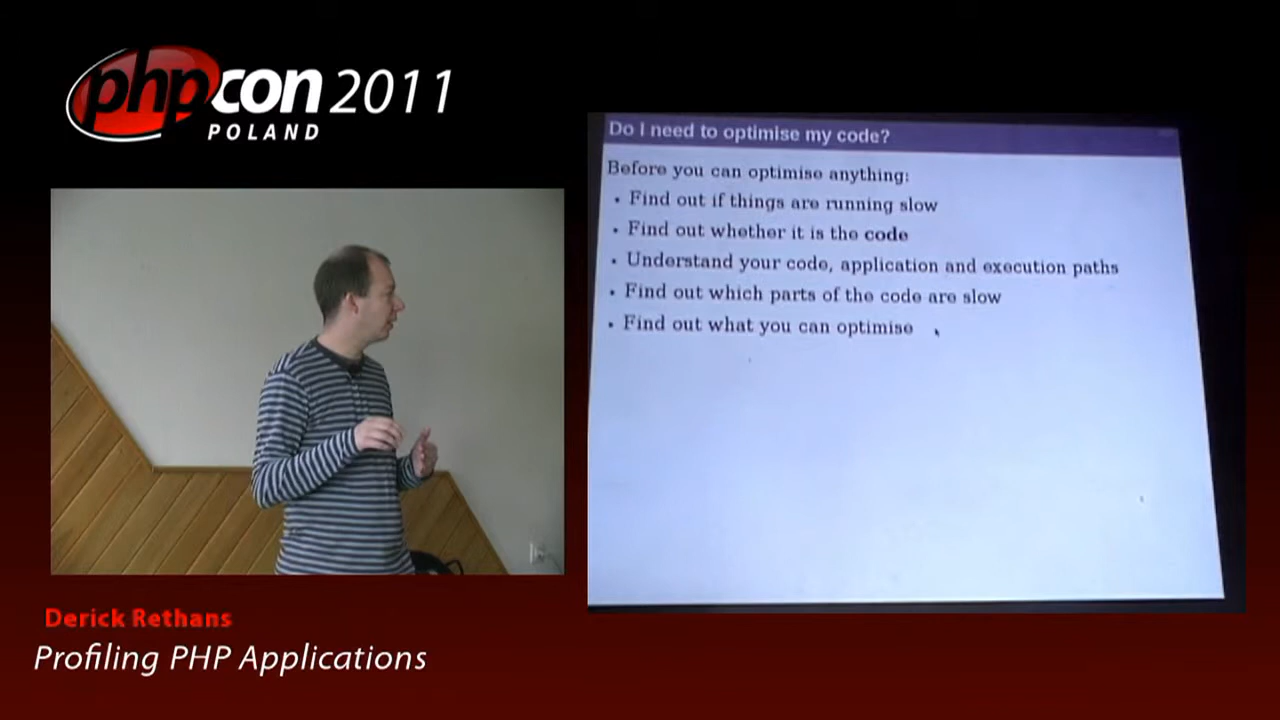 phpcon 2011
POLAND
Do I need to optimise my code?
Before you can optimise anything:
• Find out if things are running slow
• Find out whether it is the code
• Understand your code, application and execution paths
• Find out which parts of the code are slow
• Find out what you can optimise
Derick Rethans
Profiling PHP Applications